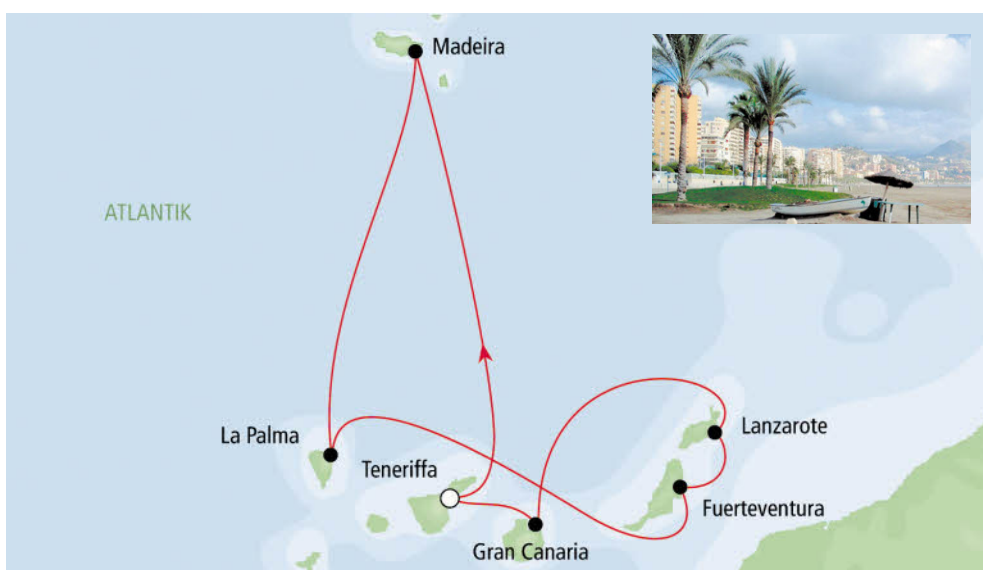 Madeira
ATLANTIK
Lanzarote
La Palma
Teneriffa
Fuerteventura
Gran Canaria